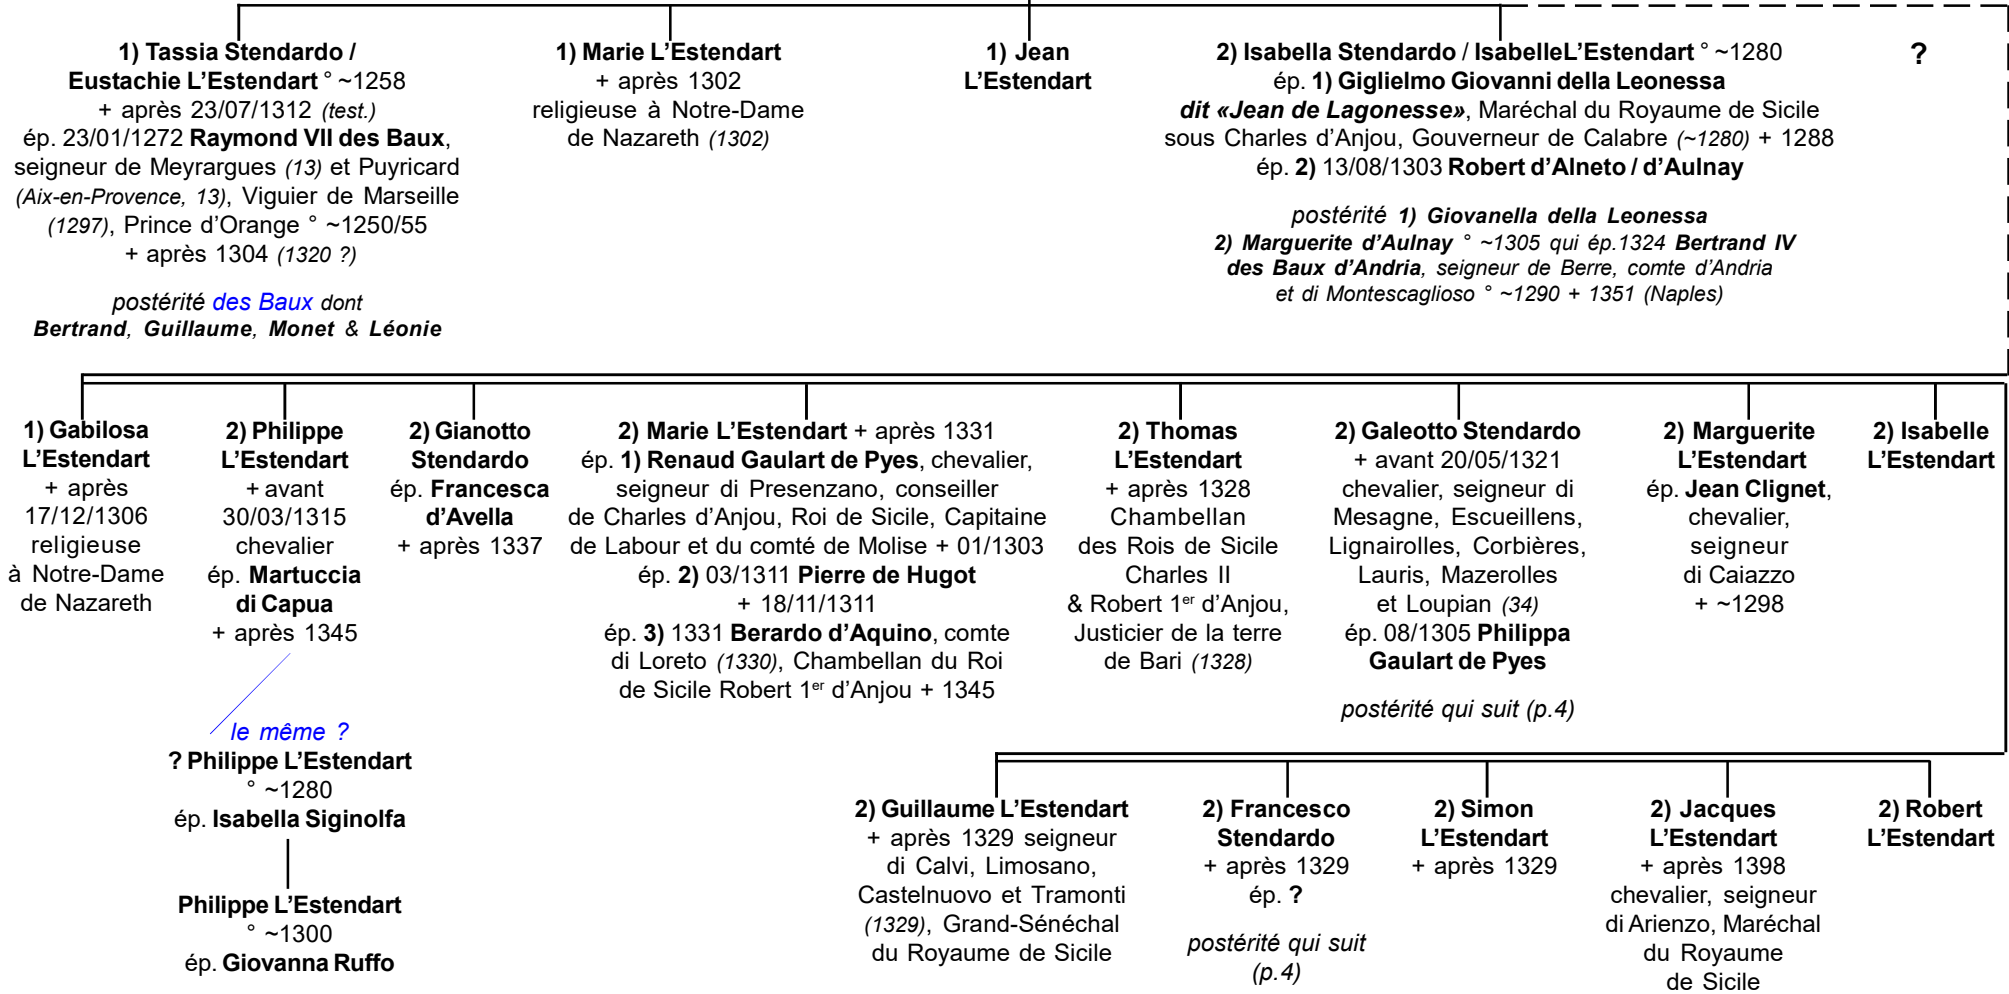 1) Tassia Stendardo /
Eustachie L’Estendart ° ~1258
+ après 23/07/1312 (test.)
ép. 23/01/1272 Raymond VII des Baux,
seigneur de Meyrargues (13) et Puyricard
(Aix-en-Provence, 13), Viguier de Marseille
(1297), Prince d’Orange ° ~1250/55
+ après 1304 (1320 ?)
postérité des Baux dont
Bertrand, Guillaume, Monet & Léonie
1) Marie L’Estendart
+ après 1302
religieuse à Notre-Dame
de Nazareth (1302)
1) Jean
L’Estendart
2) Isabella Stendardo / IsabelleL’Estendart ° ~1280
ép. 1) Giglielmo Giovanni della Leonessa
dit «Jean de Lagonesse», Maréchal du Royaume de Sicile
sous Charles d’Anjou, Gouverneur de Calabre (~1280) + 1288
ép. 2) 13/08/1303 Robert d’Alneto / d’Aulnay
postérité 1) Giovanella della Leonessa
2) Marguerite d’Aulnay ° ~1305 qui ép.1324 Bertrand IV
des Baux d’Andria, seigneur de Berre, comte d’Andria
et di Montescaglioso ° ~1290 + 1351 (Naples)
?
1) Gabilosa
L’Estendart
+ après
17/12/1306
religieuse
à Notre-Dame
de Nazareth
2) Philippe
L’Estendart
+ avant
30/03/1315
chevalier
ép. Martuccia
di Capua
+ après 1345
le même ?
? Philippe L’Estendart
° ~1280
ép. Isabella Siginolfa
Philippe L’Estendart
° ~1300
ép. Giovanna Ruffo
2) Gianotto
Stendardo
ép. Francesca
d’Avella
+ après 1337
2) Marie L’Estendart + après 1331
ép. 1) Renaud Gaulart de Pyes, chevalier,
seigneur di Presenzano, conseiller
de Charles d’Anjou, Roi de Sicile, Capitaine
de Labour et du comté de Molise + 01/1303
ép. 2) 03/1311 Pierre de Hugot
+ 18/11/1311
ép. 3) 1331 Berardo d’Aquino, comte
di Loreto (1330), Chambellan du Roi
de Sicile Robert 1er d’Anjou + 1345
2) Thomas
L’Estendart
+ après 1328
Chambellan
des Rois de Sicile
Charles II
& Robert 1er d’Anjou,
Justicier de la terre
de Bari (1328)
2) Galeotto Stendardo
+ avant 20/05/1321
chevalier, seigneur di
Mesagne, Escueillens,
Lignairolles, Corbières,
Lauris, Mazerolles
et Loupian (34)
ép. 08/1305 Philippa
Gaulart de Pyes
postérité qui suit (p.4)
2) Marguerite
L’Estendart
ép. Jean Clignet,
chevalier,
seigneur
di Caiazzo
+ ~1298
2) Isabelle
L’Estendart
2) Guillaume L’Estendart
+ après 1329 seigneur
di Calvi, Limosano,
Castelnuovo et Tramonti
(1329), Grand-Sénéchal
du Royaume de Sicile
2) Francesco
Stendardo
+ après 1329
ép. ?
postérité qui suit
(p.4)
2) Simon
L’Estendart
+ après 1329
2) Jacques
L’Estendart
+ après 1398
chevalier, seigneur
di Arienzo, Maréchal
du Royaume
de Sicile
2) Robert
L’Estendart